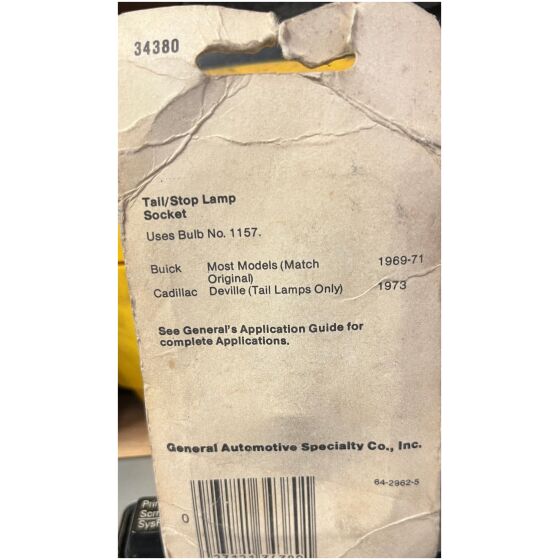 34380
Tail/Stop Lamp
Socket
Uses Bulb No. 1157.
Buick Most Models (Match Original) 1969-71
Cadillac Deville (Tail Lamps Only) 1973
See General's Application Guide for
complete Applications.
General Automotive Specialty Co., Inc.
64-2962-5
0